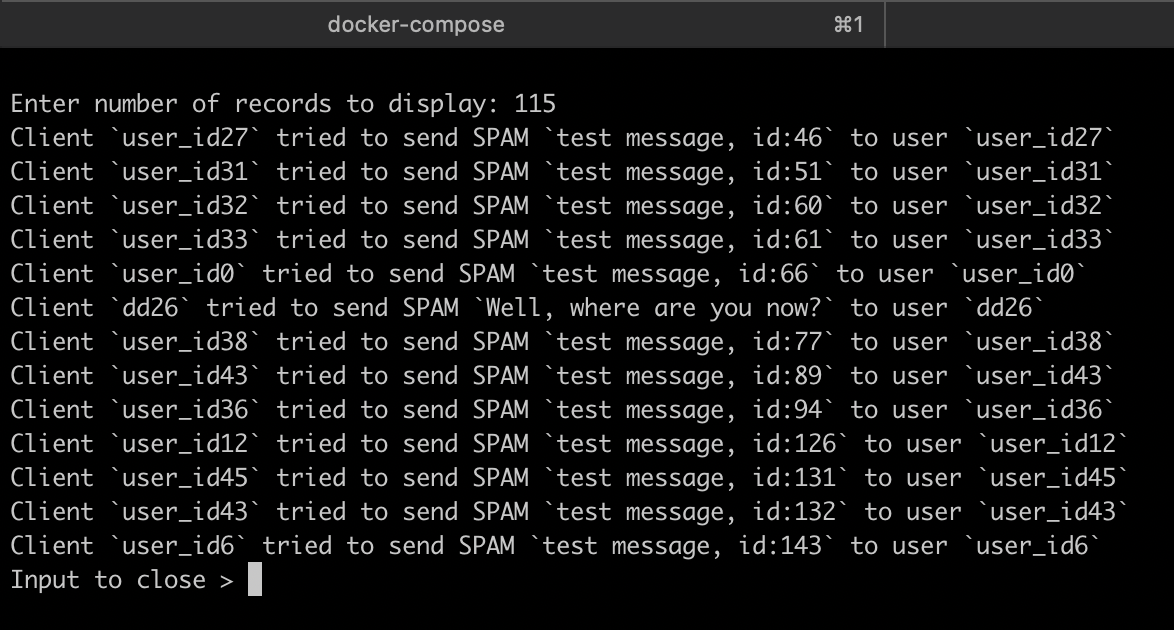 docker-compose ⌘1
Enter number of records to display: 115
Client `user_id27` tried to send SPAM `test message, id:46` to user `user_id27`
Client `user_id31` tried to send SPAM `test message, id:51` to user `user_id31`
Client `user_id32` tried to send SPAM `test message, id:60` to user `user_id32`
Client `user_id33` tried to send SPAM `test message, id:61` to user `user_id33`
Client `user_id0` tried to send SPAM `test message, id:66` to user `user_id0`
Client `dd26` tried to send SPAM `Well, where are you now?` to user `dd26`
Client `user_id38` tried to send SPAM `test message, id:77` to user `user_id38`
Client `user_id43` tried to send SPAM `test message, id:89` to user `user_id43`
Client `user_id36` tried to send SPAM `test message, id:94` to user `user_id36`
Client `user_id12` tried to send SPAM `test message, id:126` to user `user_id12`
Client `user_id45` tried to send SPAM `test message, id:131` to user `user_id45`
Client `user_id43` tried to send SPAM `test message, id:132` to user `user_id43`
Client `user_id6` tried to send SPAM `test message, id:143` to user `user_id6`
Input to close >